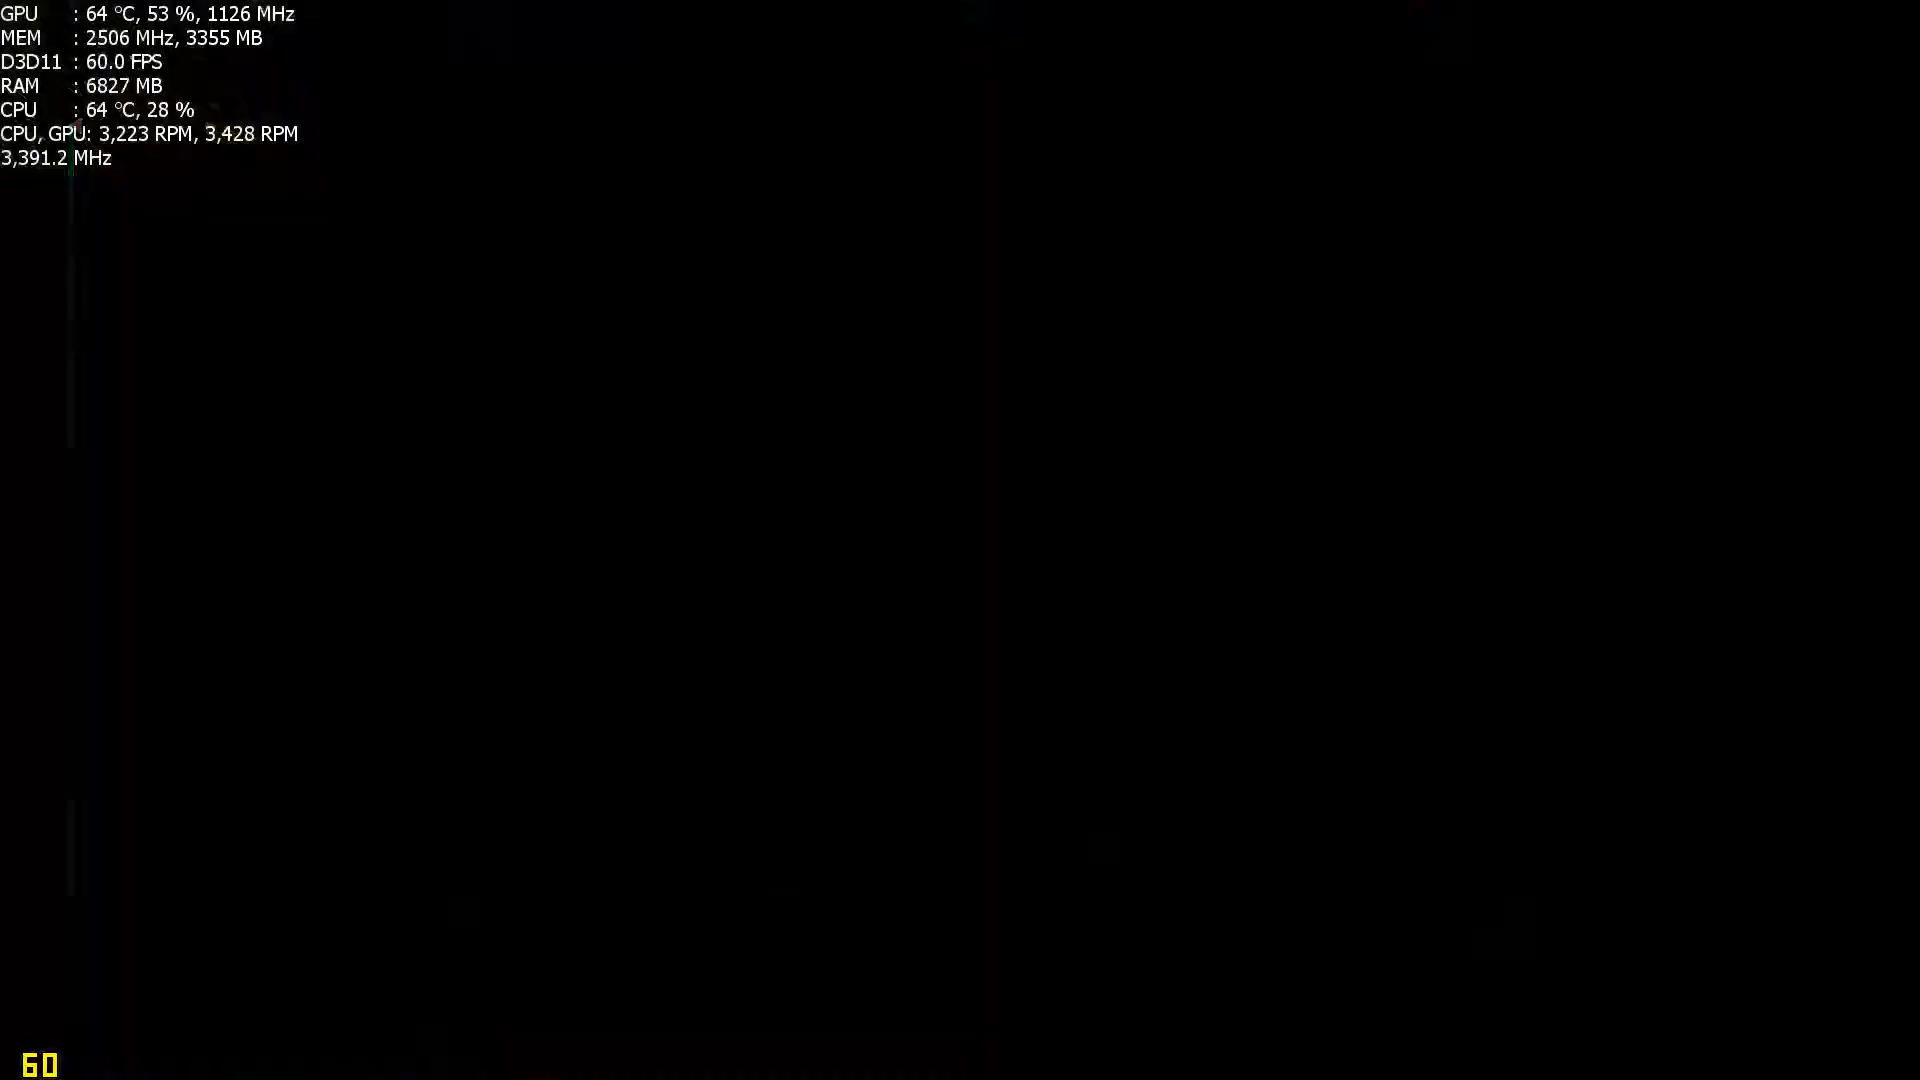 GPU : 64 °C, 53 %, 1126 MHz
MEM : 2506 MHz, 3355 MB
D3D11 : 60.0 FPS
RAM : 6827 MB
CPU : 64 °C, 28 %
CPU, GPU: 3,223 RPM, 3,428 RPM
3,391.2 MHz
60